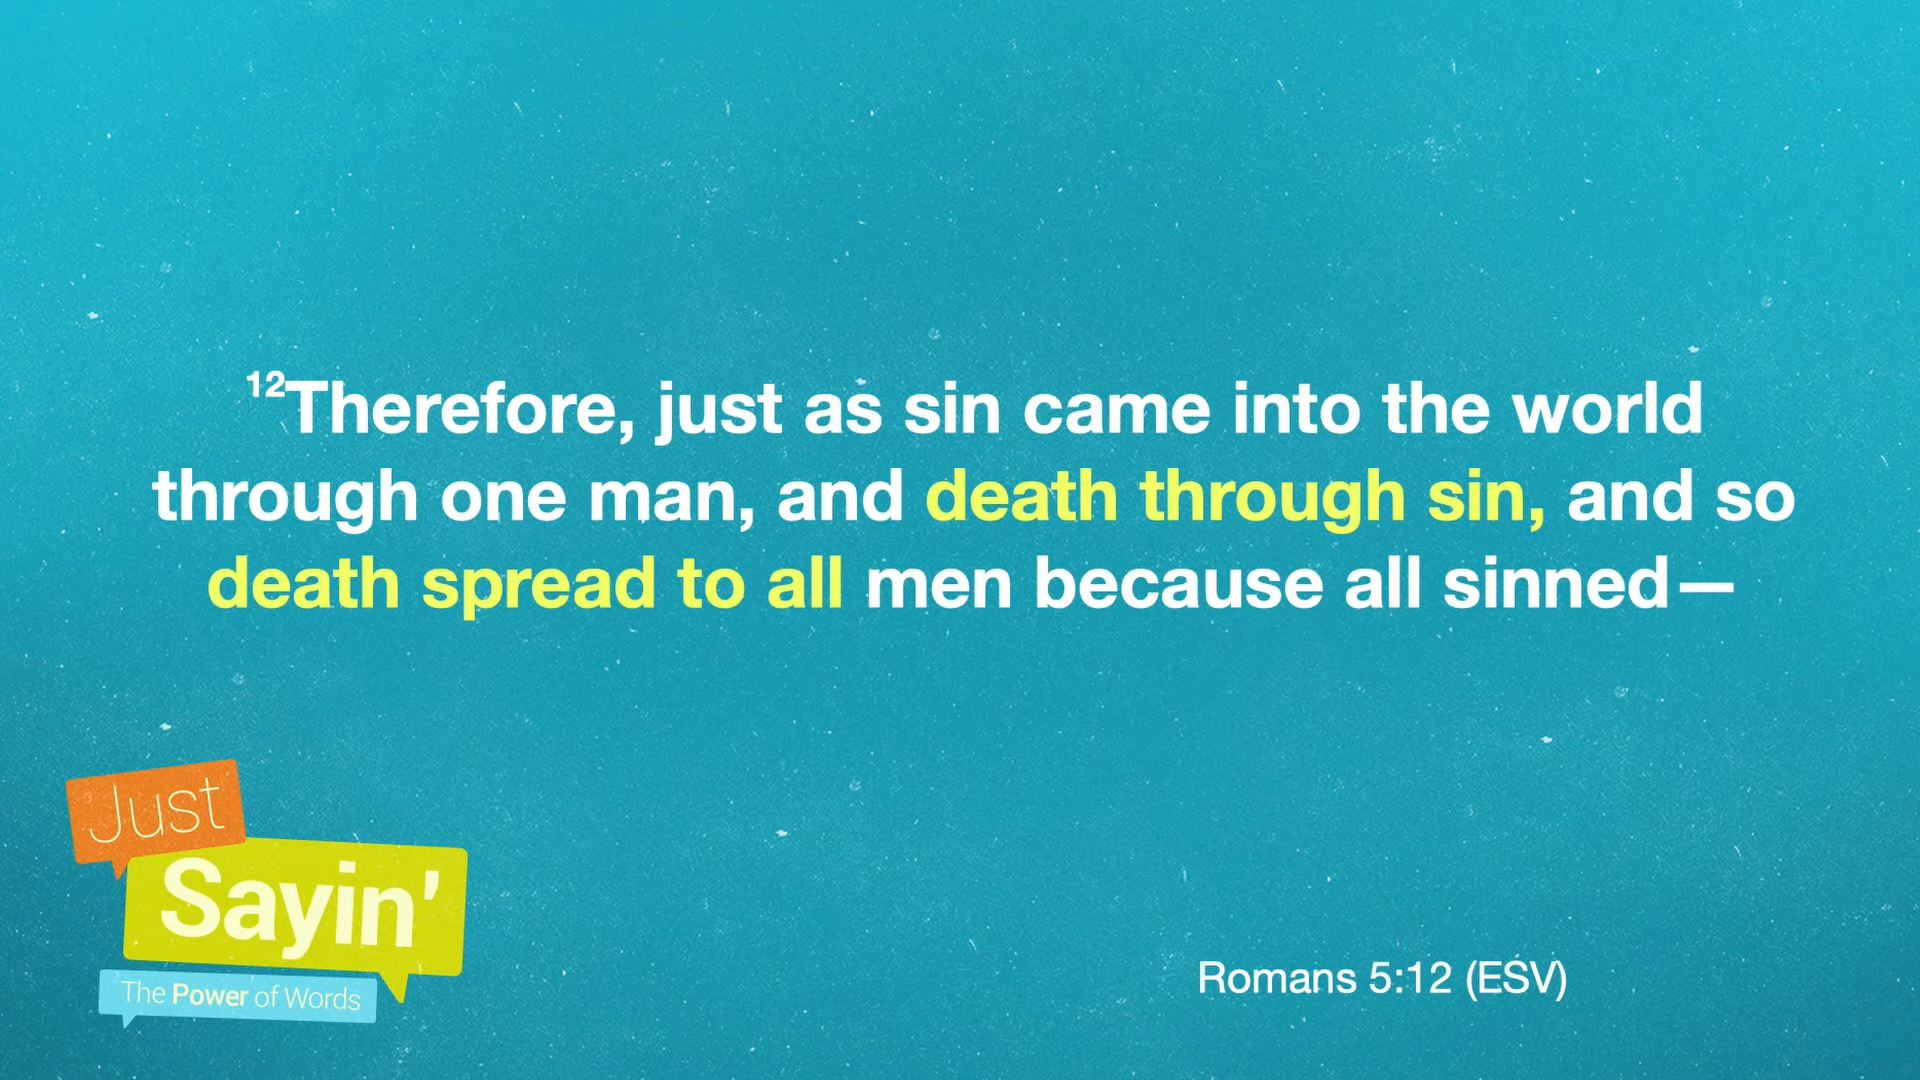 ¹²Therefore, just as sin came into the world
through one man, and death through sin, and so
death spread to all men because all sinned—
Just
Sayin'
The Power of Words
Romans 5:12 (ESV)